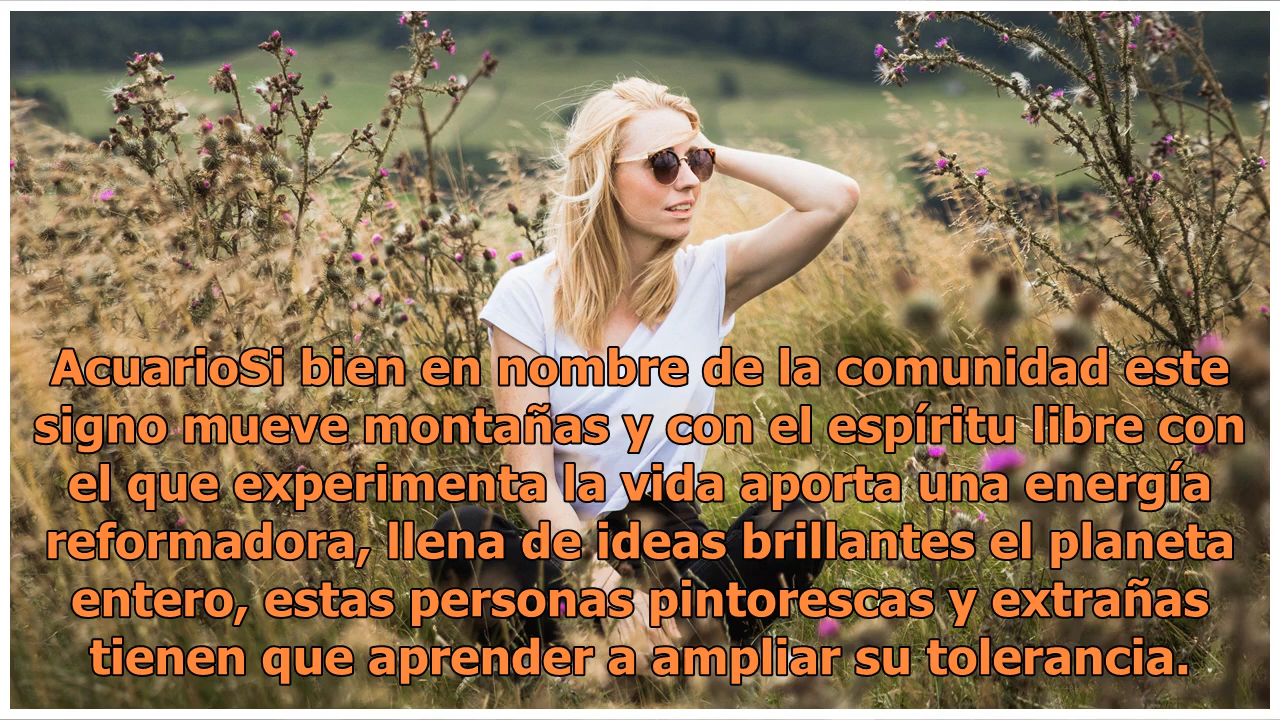 AcuarioSi bien en nombre de la comunidad este
signo mueve montañas y con el espíritu libre con
el que experimenta la vida aporta una energía
reformadora, llena de ideas brillantes el planeta
entero, estas personas pintorescas y extrañas
tienen que aprender a ampliar su tolerancia.